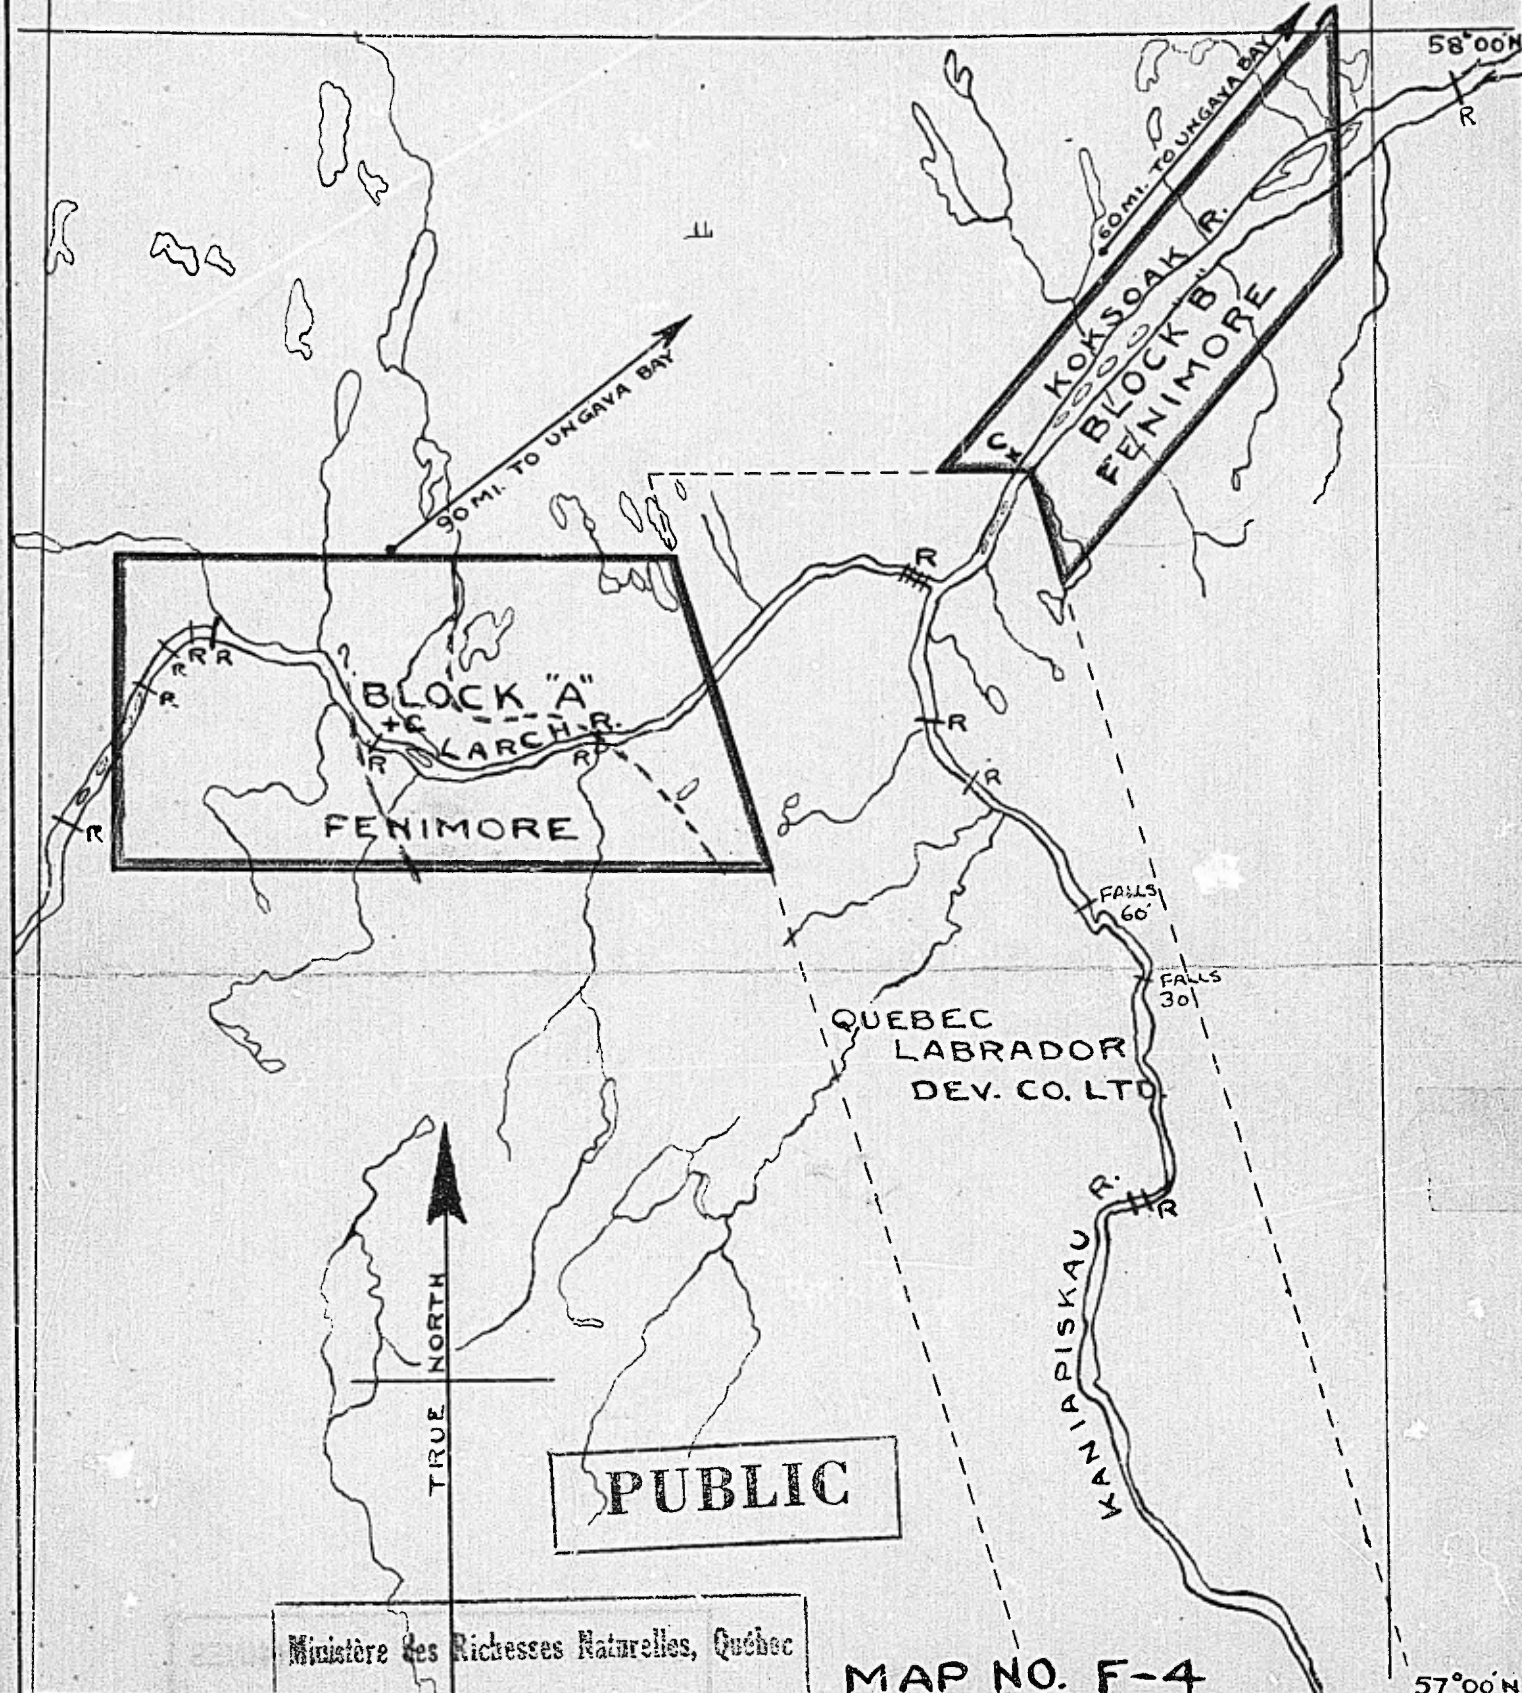 58°00'N
R
60 MI. TO UNGAVA BAY
KOKSOAK R.
BLOCK "B"
FENIMORE
C
90 MI. TO UNGAVA BAY
R
R
R
R
R
?
BLOCK "A"
+C
LARCH R.
R
R
R
FENIMORE
R
R
FALLS
60'
FALLS
30'
QUEBEC
LABRADOR
DEV. CO. LTD.
R
KANIAPISKAU R.
TRUE NORTH
PUBLIC
Ministère des Richesses Naturelles, Québec
MAP NO. F-4
57°00'N